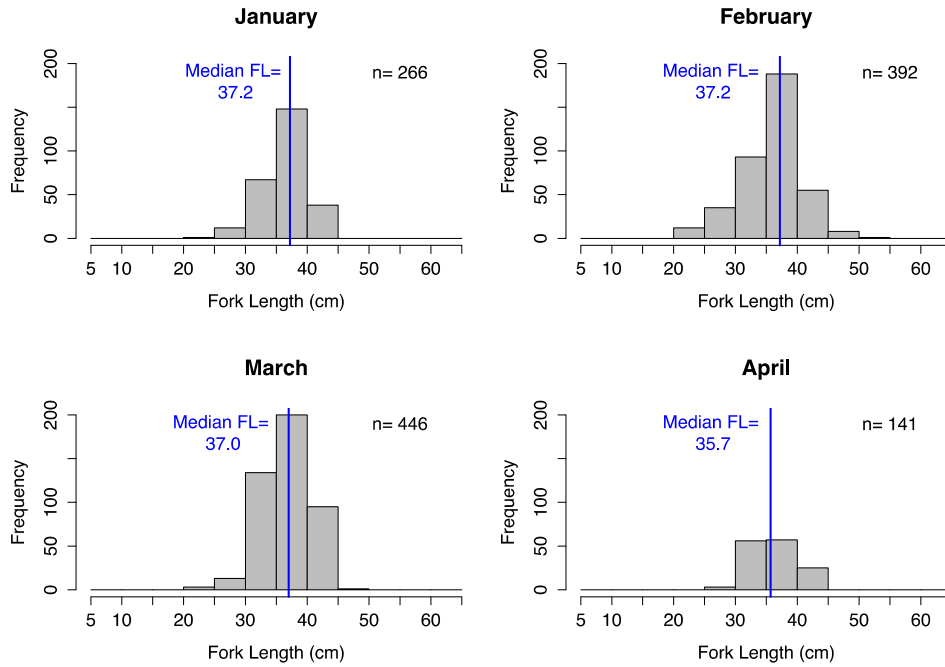 January
Median FL=
37.2
n= 266
Frequency
0 50 100 200
5 10 20 30 40 50 60
Fork Length (cm)
February
Median FL=
37.2
n= 392
Frequency
0 50 100 200
5 10 20 30 40 50 60
Fork Length (cm)
March
Median FL=
37.0
n= 446
Frequency
0 50 100 200
5 10 20 30 40 50 60
Fork Length (cm)
April
Median FL=
35.7
n= 141
Frequency
0 50 100 200
5 10 20 30 40 50 60
Fork Length (cm)